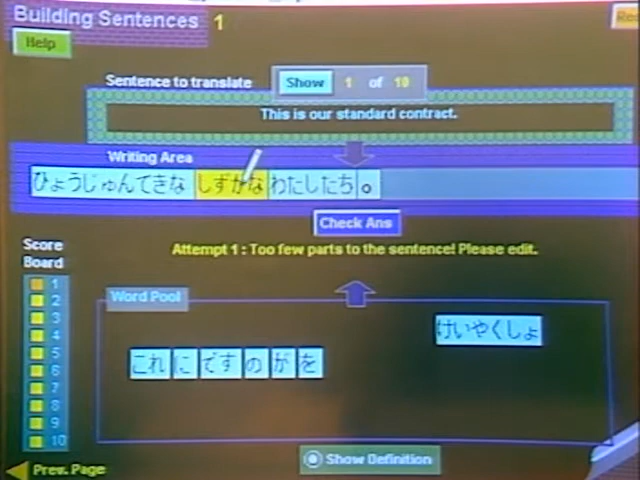 Building Sentences 1
Help
Sentence to translate
Show 1 of 10
This is our standard contract.
Writing Area
ひょうじゅんてきな しずかな わたしたち 。
Check Ans
Attempt 1 : Too few parts to the sentence! Please edit.
Score
Board
1
2
3
4
5
6
7
8
9
10
Word Pool
けいやくしょ
これ に です の が を
Show Definition
Prev. Page